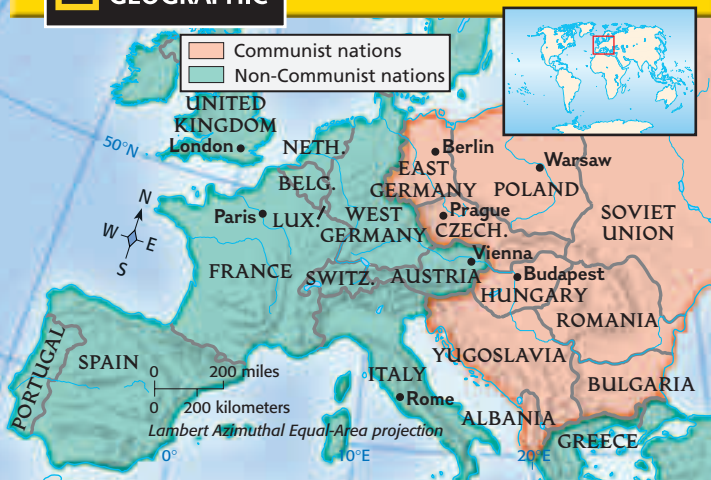 GEOGRAPHIC
Communist nations
Non-Communist nations
UNITED
KINGDOM
London
50°N
NETH.
BELG.
LUX.
Paris
FRANCE
WEST
GERMANY
EAST
GERMANY
Berlin
Warsaw
POLAND
Prague
CZECH.
SOVIET
UNION
Vienna
Budapest
SWITZ.
AUSTRIA
HUNGARY
ROMANIA
YUGOSLAVIA
BULGARIA
ITALY
Rome
ALBANIA
GREECE
PORTUGAL
SPAIN
N
W
E
S
0
200 miles
0
200 kilometers
Lambert Azimuthal Equal-Area projection
0°
10°E
20°E